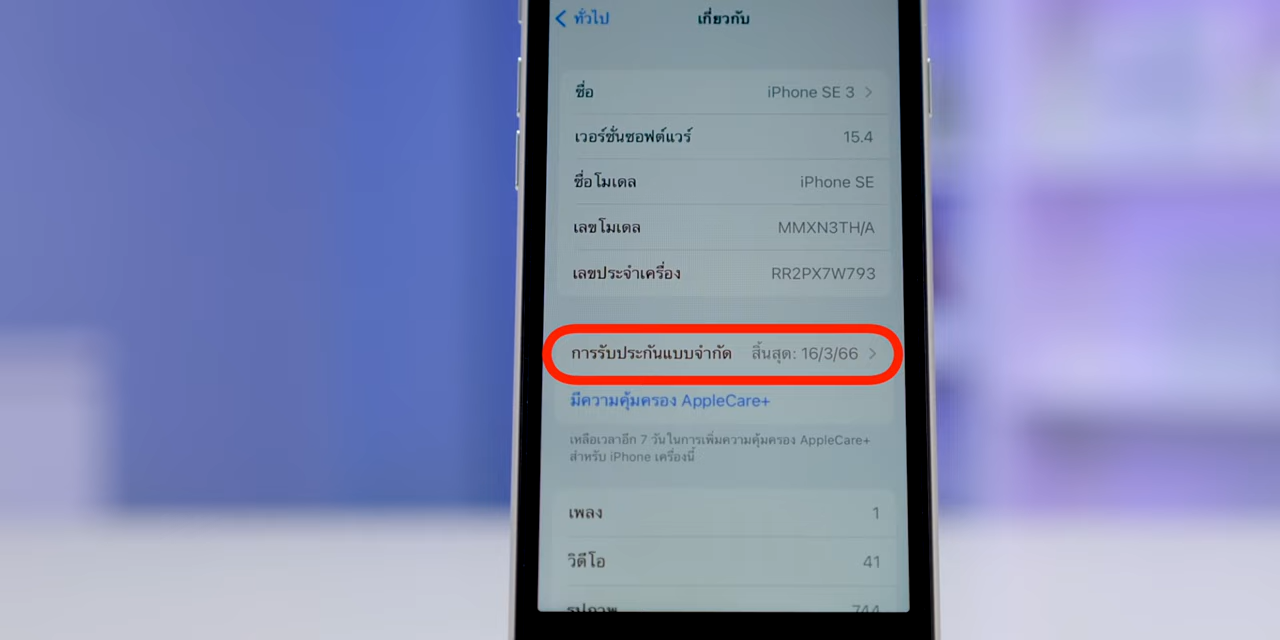 ทั่วไป เกี่ยวกับ
ชื่อ iPhone SE 3
เวอร์ชั่นซอฟต์แวร์ 15.4
ชื่อโมเดล iPhone SE
เลขโมเดล MMXN3TH/A
เลขประจำเครื่อง RR2PX7W793
การรับประกันแบบจำกัด สิ้นสุด: 16/3/66
มีความคุ้มครอง AppleCare+
เหลือเวลาอีก 7 วันในการเพิ่มความคุ้มครอง AppleCare+
สำหรับ iPhone เครื่องนี้
เพลง 1
วิดีโอ 41
รูปภาพ 744